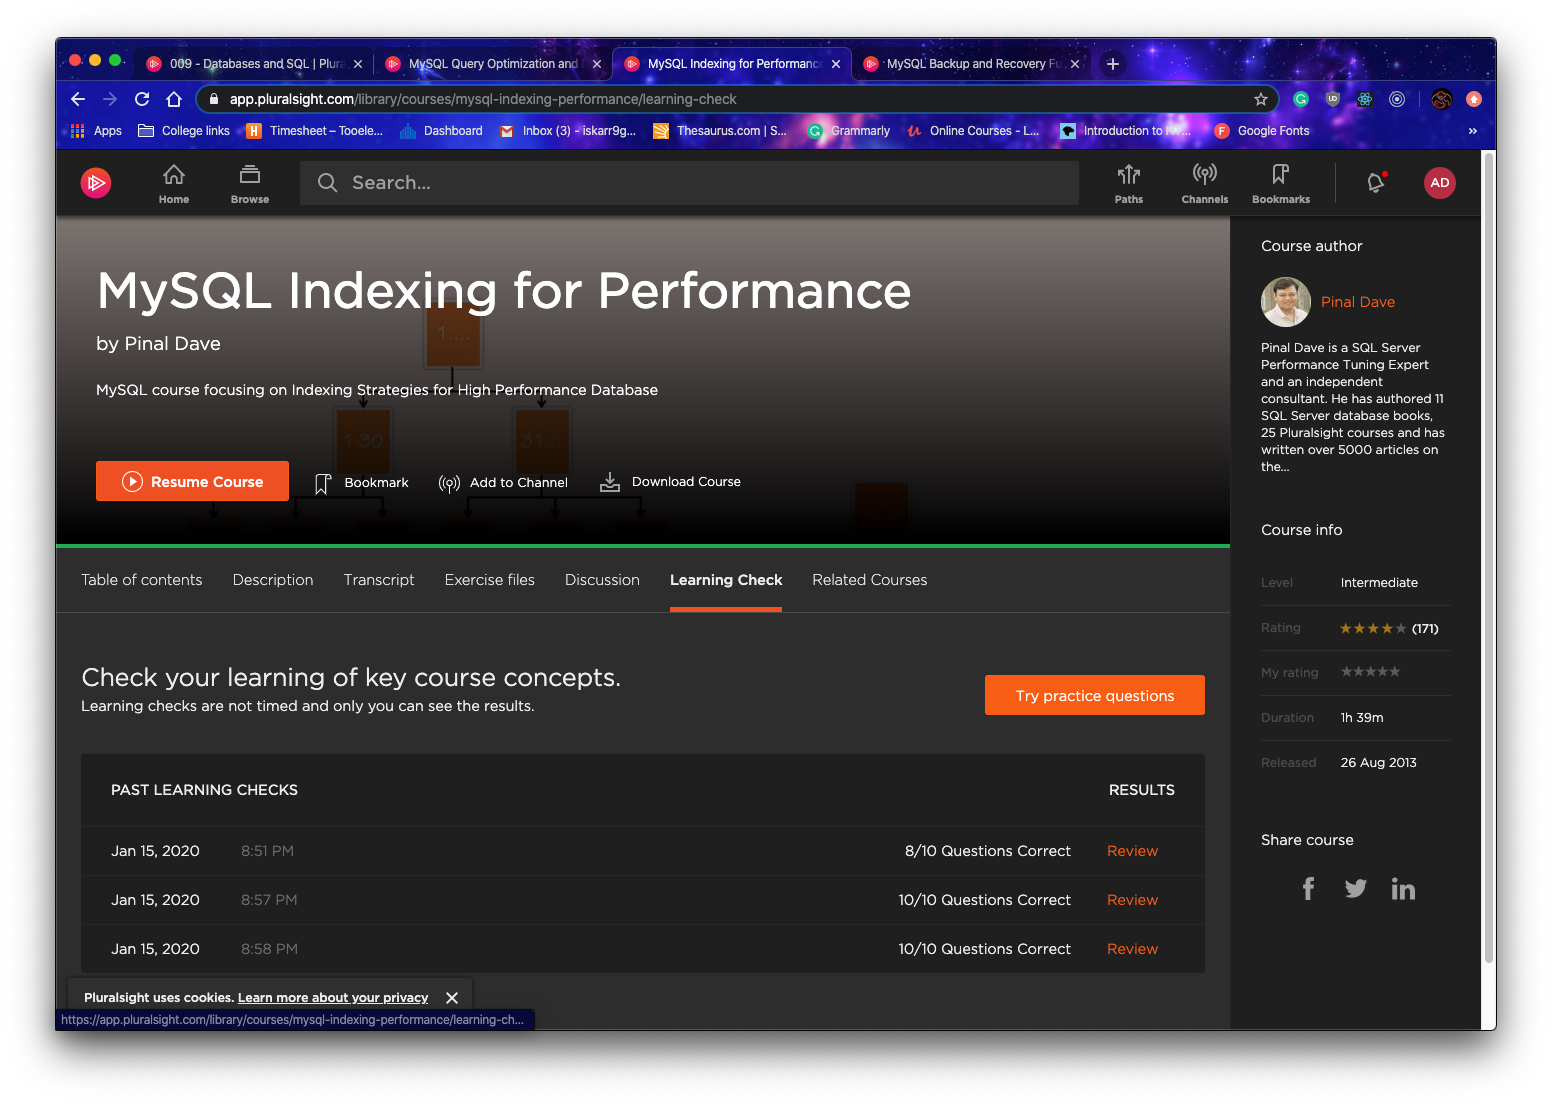 009 - Databases and SQL | Plura
MySQL Query Optimization and
MySQL Indexing for Performanc
MySQL Backup and Recovery Fu
app.pluralsight.com/library/courses/mysql-indexing-performance/learning-check
Apps
College links
Timesheet – Tooele...
Dashboard
Inbox (3) - iskarr9g...
Thesaurus.com | S...
Grammarly
Online Courses - L...
Introduction to
Google Fonts
»
Home
Browse
Search...
Paths
Channels
Bookmarks
AD
MySQL Indexing for Performance
by Pinal Dave
MySQL course focusing on Indexing Strategies for High Performance Database
1....
1-30
31...
Resume Course
Bookmark
Add to Channel
Download Course
Table of contents
Description
Transcript
Exercise files
Discussion
Learning Check
Related Courses
Check your learning of key course concepts.
Learning checks are not timed and only you can see the results.
Try practice questions
PAST LEARNING CHECKS
RESULTS
Jan 15, 2020 8:51 PM 8/10 Questions Correct Review
Jan 15, 2020 8:57 PM 10/10 Questions Correct Review
Jan 15, 2020 8:58 PM 10/10 Questions Correct Review
Pluralsight uses cookies. Learn more about your privacy
https://app.pluralsight.com/library/courses/mysql-indexing-performance/learning-ch...
Course author
Pinal Dave
Pinal Dave is a SQL Server
Performance Tuning Expert
and an independent
consultant. He has authored 11
SQL Server database books,
25 Pluralsight courses and has
written over 5000 articles on
the...
Course info
Level Intermediate
Rating ★★★★★ (171)
My rating ★★★★★
Duration 1h 39m
Released 26 Aug 2013
Share course